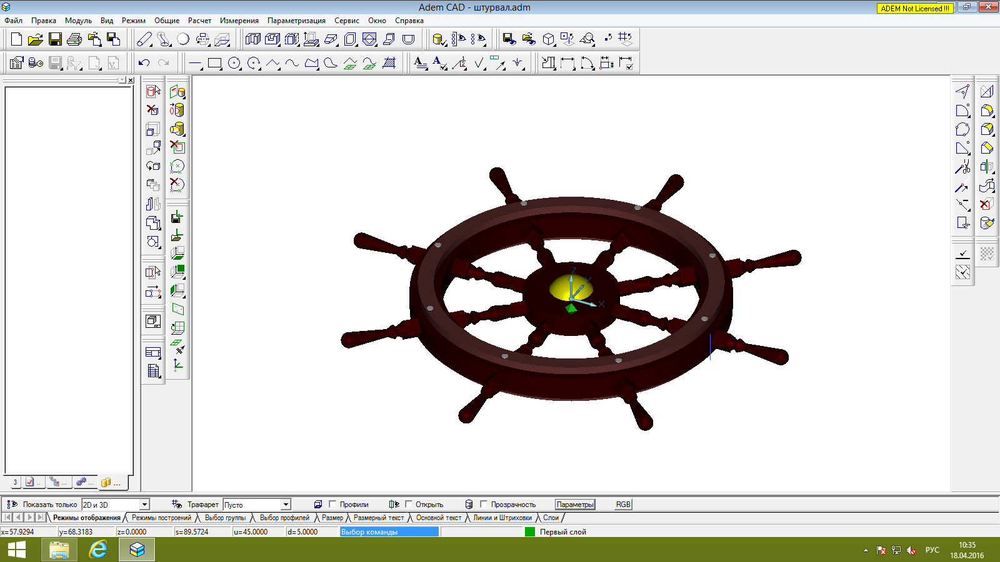 Adem CAD - штурвал.adm
ADEM Not Licensed !!!
Файл Правка Модуль Вид Режим Общие Расчет Измерения Параметризация Сервис Окно Справка
Z
Y
X
3 .. ... ... ...
Показать только 2D и 3D Трафарет Пусто Профили Открыть Прозрачность Параметры RGB
Режимы отображения Режимы построений Выбор группы Выбор профилей Размер Размерный текст Основной текст Линии и Штриховки Слои
x=57.9294 y=68.3183 z=0.0000 s=89.5724 u=45.0000 d=5.0000 Выбор команды Первый слой
РУС
10:35
18.04.2016